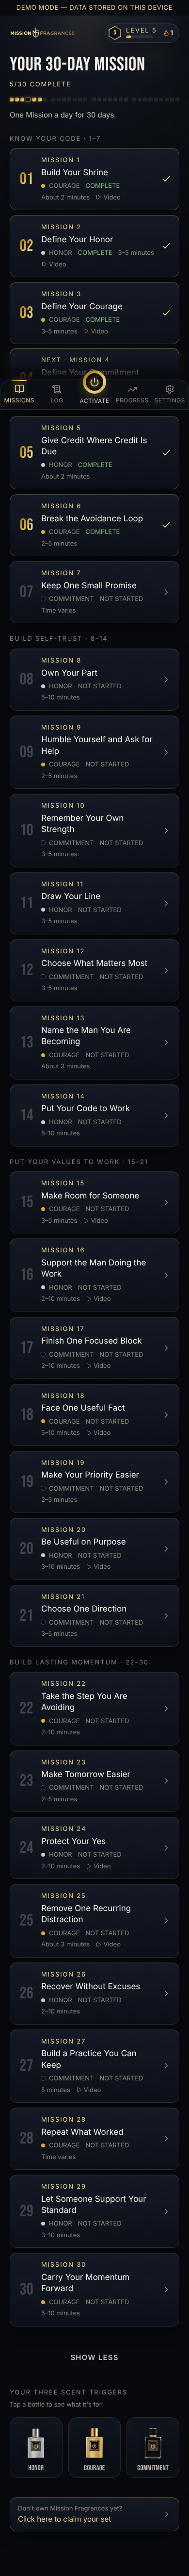 DEMO MODE — DATA STORED ON THIS DEVICE
MISSION FRAGRANCES
5
LEVEL 5
1
YOUR 30-DAY MISSION
5/30 COMPLETE
One Mission a day for 30 days.
KNOW YOUR CODE · 1–7
MISSION 1
01
Build Your Shrine
COURAGE COMPLETE
About 2 minutes Video
MISSION 2
02
Define Your Honor
HONOR COMPLETE 3–5 minutes
Video
MISSION 3
03
Define Your Courage
COURAGE COMPLETE
3–5 minutes Video
NEXT · MISSION 4
Define Your Commitment
MISSIONS
LOG
ACTIVATE
PROGRESS
SETTINGS
MISSION 5
05
Give Credit Where Credit Is
Due
HONOR COMPLETE
About 2 minutes
MISSION 6
06
Break the Avoidance Loop
COURAGE COMPLETE
2–5 minutes
MISSION 7
07
Keep One Small Promise
COMMITMENT NOT STARTED
Time varies
BUILD SELF-TRUST · 8–14
MISSION 8
08
Own Your Part
HONOR NOT STARTED
5–10 minutes
MISSION 9
09
Humble Yourself and Ask for
Help
COURAGE NOT STARTED
2–5 minutes
MISSION 10
10
Remember Your Own
Strength
COMMITMENT NOT STARTED
3–5 minutes
MISSION 11
11
Draw Your Line
HONOR NOT STARTED
3–5 minutes
MISSION 12
12
Choose What Matters Most
COMMITMENT NOT STARTED
3–5 minutes
MISSION 13
13
Name the Man You Are
Becoming
COURAGE NOT STARTED
About 3 minutes
MISSION 14
14
Put Your Code to Work
HONOR NOT STARTED
5–10 minutes
PUT YOUR VALUES TO WORK · 15–21
MISSION 15
15
Make Room for Someone
COURAGE NOT STARTED
3–5 minutes Video
MISSION 16
16
Support the Man Doing the
Work
HONOR NOT STARTED
2–10 minutes Video
MISSION 17
17
Finish One Focused Block
COMMITMENT NOT STARTED
2–10 minutes Video
MISSION 18
18
Face One Useful Fact
COURAGE NOT STARTED
5–10 minutes Video
MISSION 19
19
Make Your Priority Easier
COMMITMENT NOT STARTED
2–5 minutes
MISSION 20
20
Be Useful on Purpose
HONOR NOT STARTED
3–10 minutes Video
MISSION 21
21
Choose One Direction
COMMITMENT NOT STARTED
3–5 minutes
BUILD LASTING MOMENTUM · 22–30
MISSION 22
22
Take the Step You Are
Avoiding
COURAGE NOT STARTED
2–10 minutes
MISSION 23
23
Make Tomorrow Easier
COMMITMENT NOT STARTED
2–5 minutes
MISSION 24
24
Protect Your Yes
HONOR NOT STARTED
2–10 minutes Video
MISSION 25
25
Remove One Recurring
Distraction
COURAGE NOT STARTED
About 3 minutes Video
MISSION 26
26
Recover Without Excuses
HONOR NOT STARTED
2–10 minutes
MISSION 27
27
Build a Practice You Can
Keep
COMMITMENT NOT STARTED
5 minutes Video
MISSION 28
28
Repeat What Worked
COURAGE NOT STARTED
Time varies
MISSION 29
29
Let Someone Support Your
Standard
HONOR NOT STARTED
3–10 minutes
MISSION 30
30
Carry Your Momentum
Forward
COURAGE NOT STARTED
5–10 minutes
SHOW LESS
YOUR THREE SCENT TRIGGERS
Tap a bottle to see what it's for.
HONOR
COURAGE
COMMITMENT
Don't own Mission Fragrances yet?
Click here to claim your set